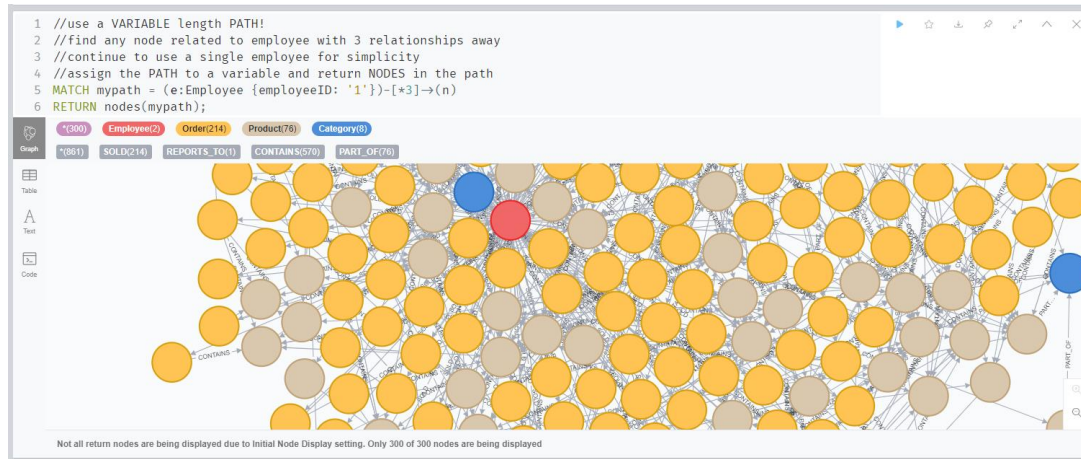 1 //use a VARIABLE length PATH!
2 //find any node related to employee with 3 relationships away
3 //continue to use a single employee for simplicity
4 //assign the PATH to a variable and return NODES in the path
5 MATCH mypath = (e:Employee {employeeID: '1'})-[*3]→(n)
6 RETURN nodes(mypath);
*(300) Employee(2) Order(214) Product(76) Category(8)
*(861) SOLD(214) REPORTS_TO(1) CONTAINS(570) PART_OF(76)
Graph
Table
A
Text
Code
CONTAINS
CONTAINS
PART_OF
Not all return nodes are being displayed due to Initial Node Display setting. Only 300 of 300 nodes are being displayed